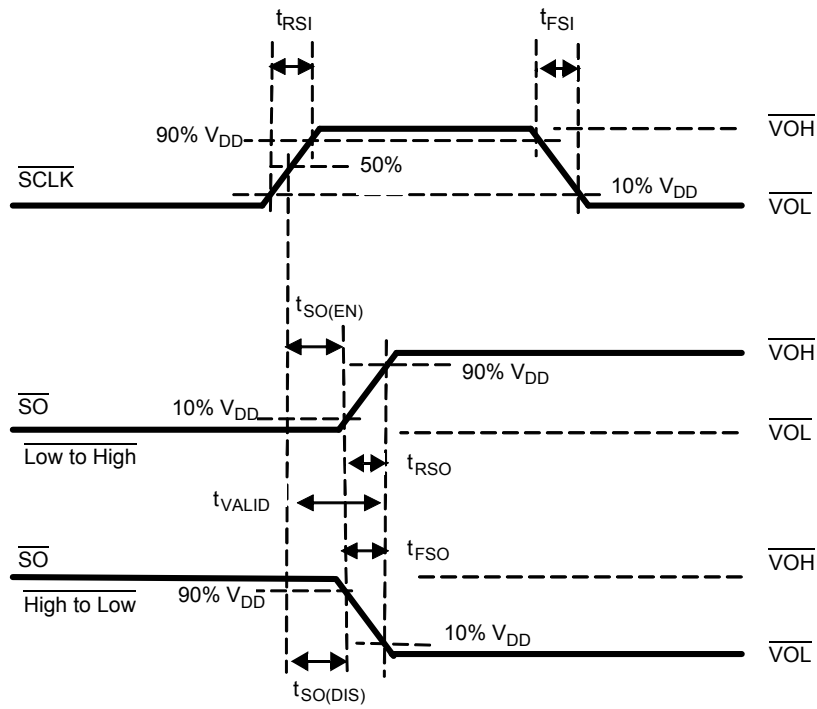 tRSI
tFSI
90% VDD
VOH
SCLK
50%
10% VDD
VOL
tSO(EN)
VOH
90% VDD
SO
10% VDD
VOL
Low to High
tRSO
tVALID
SO
tFSO
VOH
High to Low
90% VDD
10% VDD
VOL
tSO(DIS)